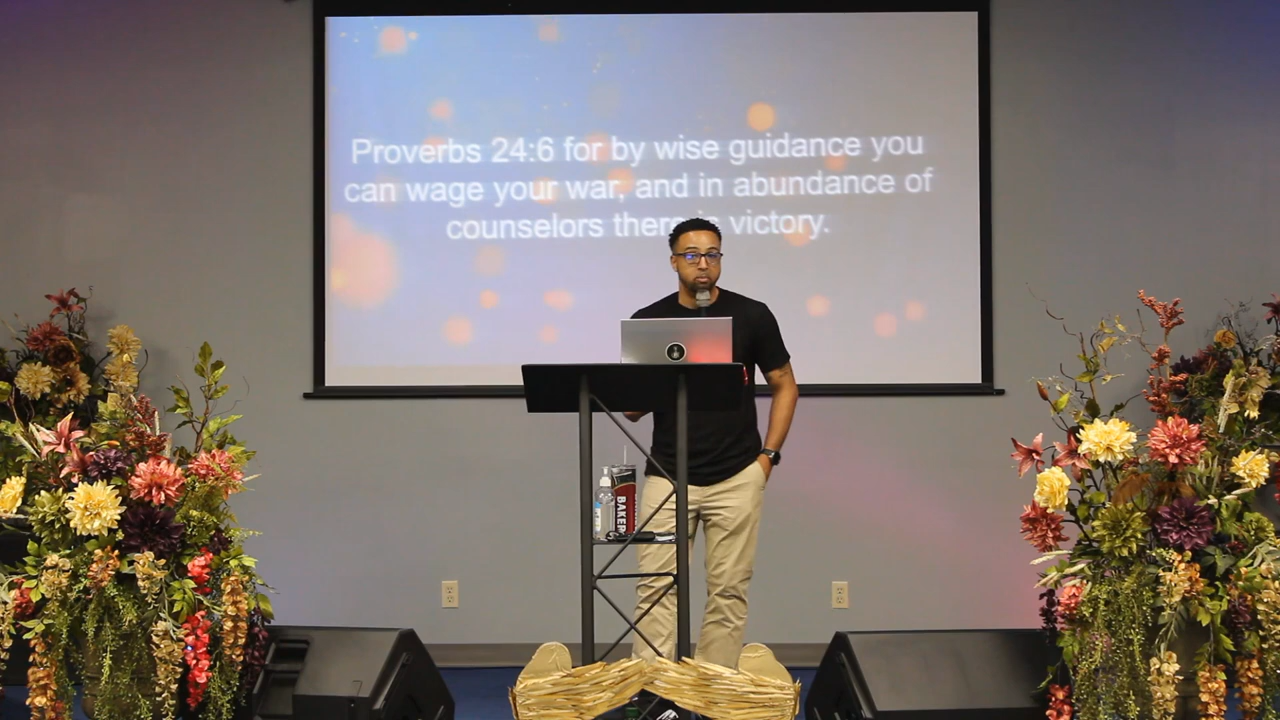 Proverbs 24:6 for by wise guidance you
can wage your war, and in abundance of
counselors there is victory.
BAKER